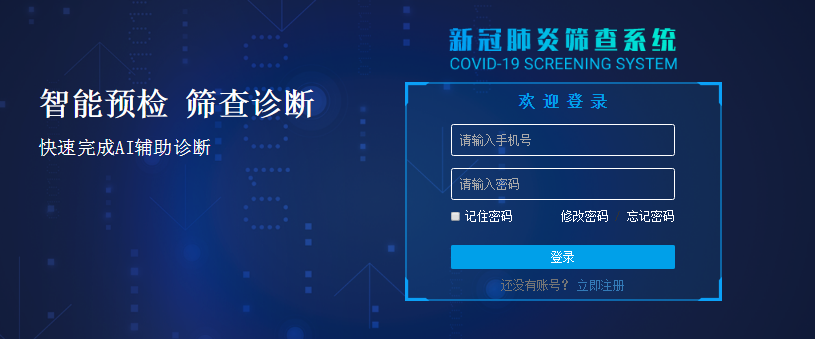 新冠肺炎筛查系统
COVID-19 SCREENING SYSTEM
智能预检 筛查诊断
快速完成AI辅助诊断
欢迎登录
请输入手机号
请输入密码
记住密码 修改密码 / 忘记密码
登录
还没有账号？ 立即注册